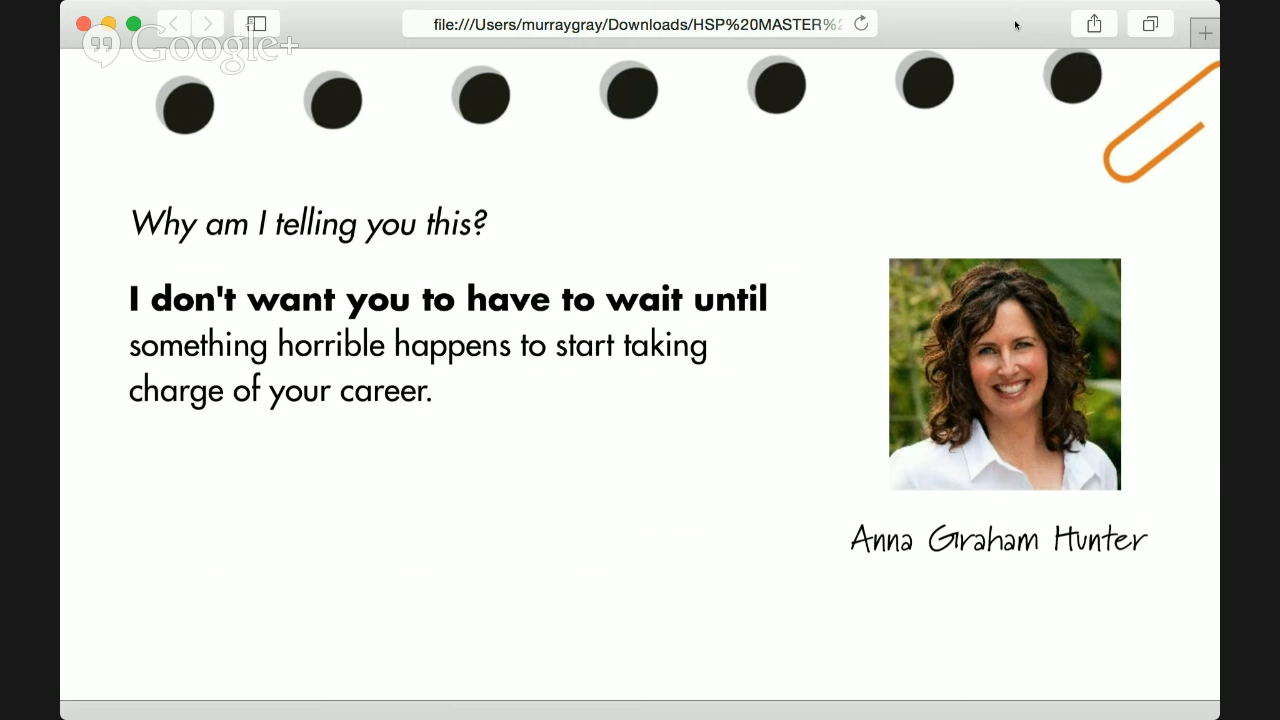 file:///Users/murraygray/Downloads/HSP%20MASTER%2
Google+
Why am I telling you this?
I don't want you to have to wait until
something horrible happens to start taking
charge of your career.
Anna Graham Hunter